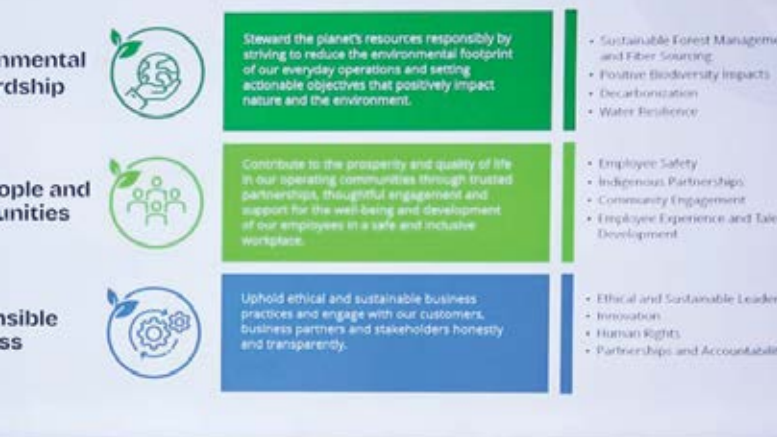 nmental
rdship
Steward the planet's resources responsibly by
striving to reduce the environmental footprint
of our everyday operations and setting
actionable objectives that positively impact
nature and the environment.
Sustainable Forest Manageme
and Fiber Sourcing
Positive Biodiversity Impacts
Decarbonization
Water Resilience
ople and
unities
Contribute to the prosperity and quality of life
in our operating communities through trusted
partnerships, thoughtful engagement and
support for the well-being and development
of our employees in a safe and inclusive
workplace.
Employee Safety
Indigenous Partnerships
Community Engagement
Employee Experience and Tale
Development
nsible
ss
Uphold ethical and sustainable business
practices and engage with our customers,
business partners and stakeholders honestly
and transparently.
Ethical and Sustainable Leader
Innovation
Human Rights
Partnerships and Accountabili